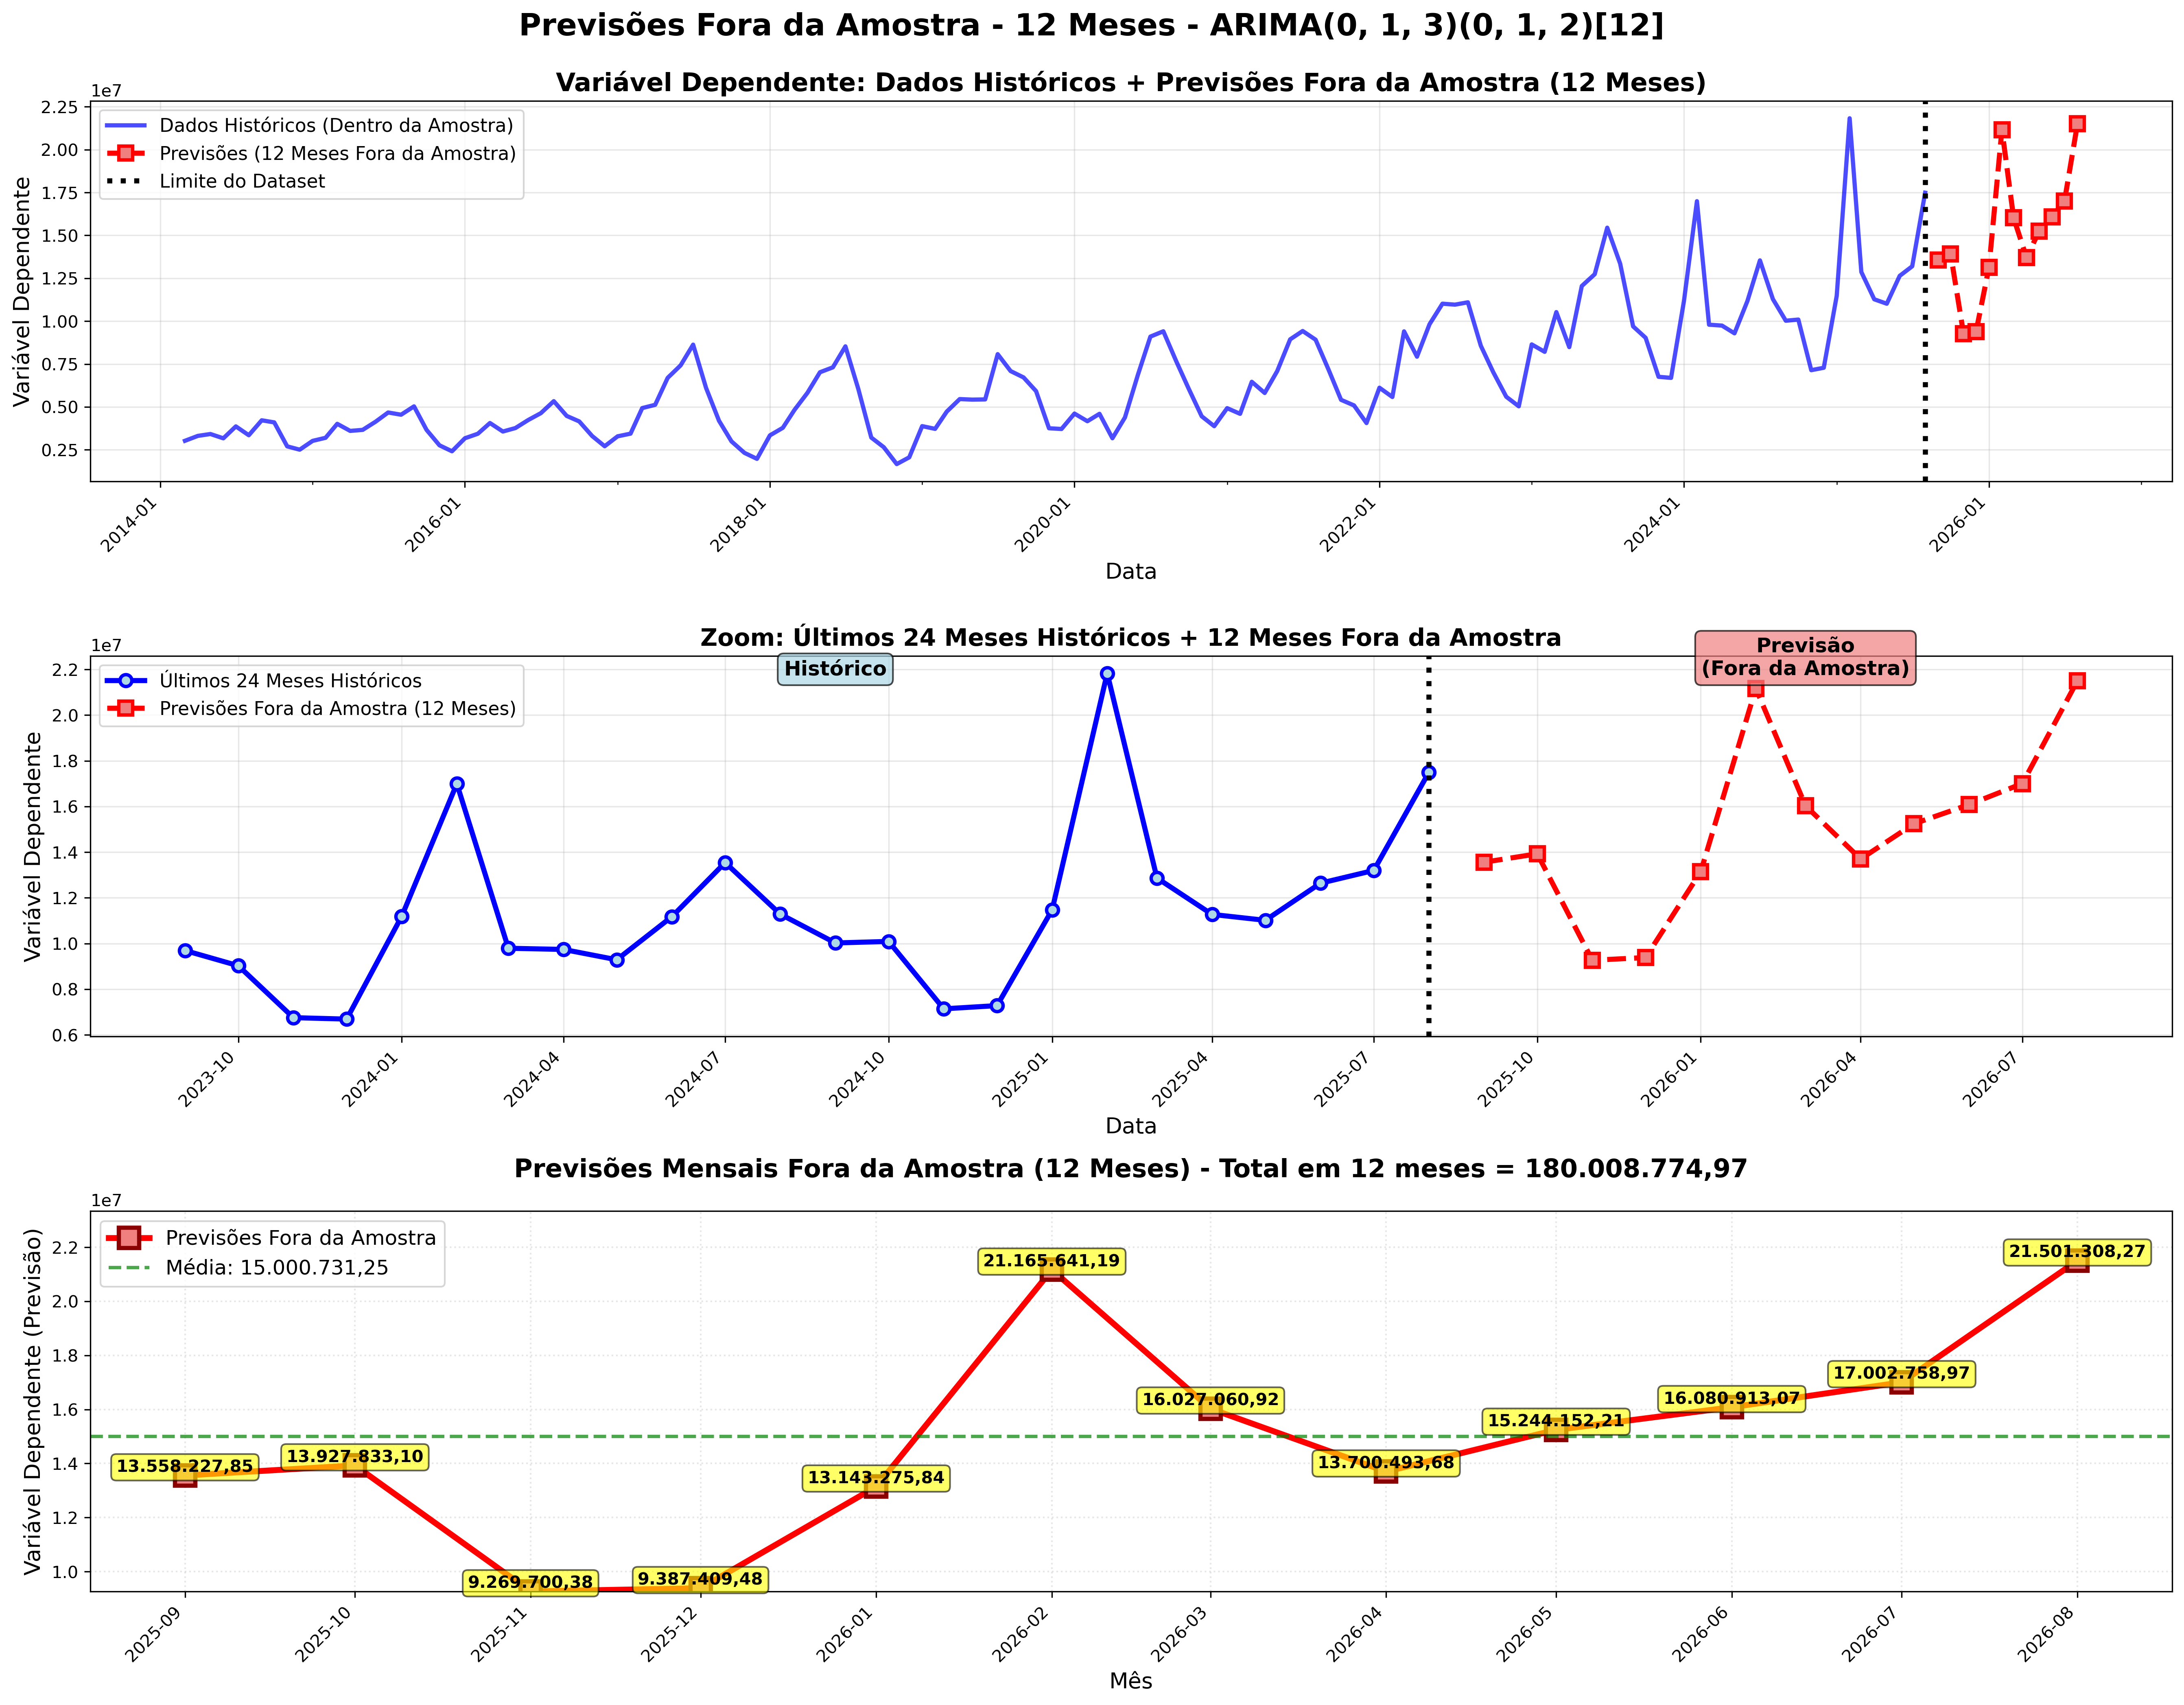 Previsões Fora da Amostra - 12 Meses - ARIMA(0, 1, 3)(0, 1, 2)[12]
Variável Dependente: Dados Históricos + Previsões Fora da Amostra (12 Meses)
1e7
Dados Históricos (Dentro da Amostra)
Previsões (12 Meses Fora da Amostra)
Limite do Dataset
Variável Dependente
2.25
2.00
1.75
1.50
1.25
1.00
0.75
0.50
0.25
2014-01
2016-01
2018-01
2020-01
2022-01
2024-01
2026-01
Data
Zoom: Últimos 24 Meses Históricos + 12 Meses Fora da Amostra
1e7
Últimos 24 Meses Históricos
Previsões Fora da Amostra (12 Meses)
Histórico
Previsão
(Fora da Amostra)
Variável Dependente
2.2
2.0
1.8
1.6
1.4
1.2
1.0
0.8
0.6
2023-10
2024-01
2024-04
2024-07
2024-10
2025-01
2025-04
2025-07
2025-10
2026-01
2026-04
2026-07
Data
Previsões Mensais Fora da Amostra (12 Meses) - Total em 12 meses = 180.008.774,97
1e7
Previsões Fora da Amostra
Média: 15.000.731,25
Variável Dependente (Previsão)
2.2
2.0
1.8
1.6
1.4
1.2
1.0
13.558.227,85
13.927.833,10
9.269.700,38
9.387.409,48
13.143.275,84
21.165.641,19
16.027.060,92
13.700.493,68
15.244.152,21
16.080.913,07
17.002.758,97
21.501.308,27
2025-09
2025-10
2025-11
2025-12
2026-01
2026-02
2026-03
2026-04
2026-05
2026-06
2026-07
2026-08
Mês